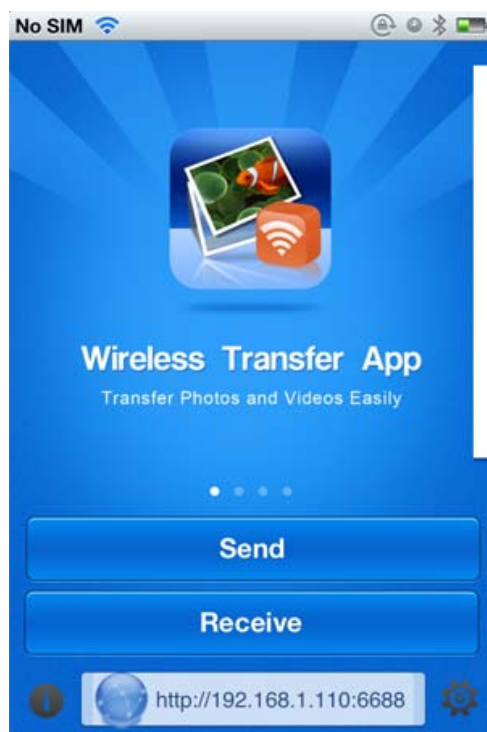 No SIM
Wireless Transfer App
Transfer Photos and Videos Easily
Send
Receive
http://192.168.1.110:6688